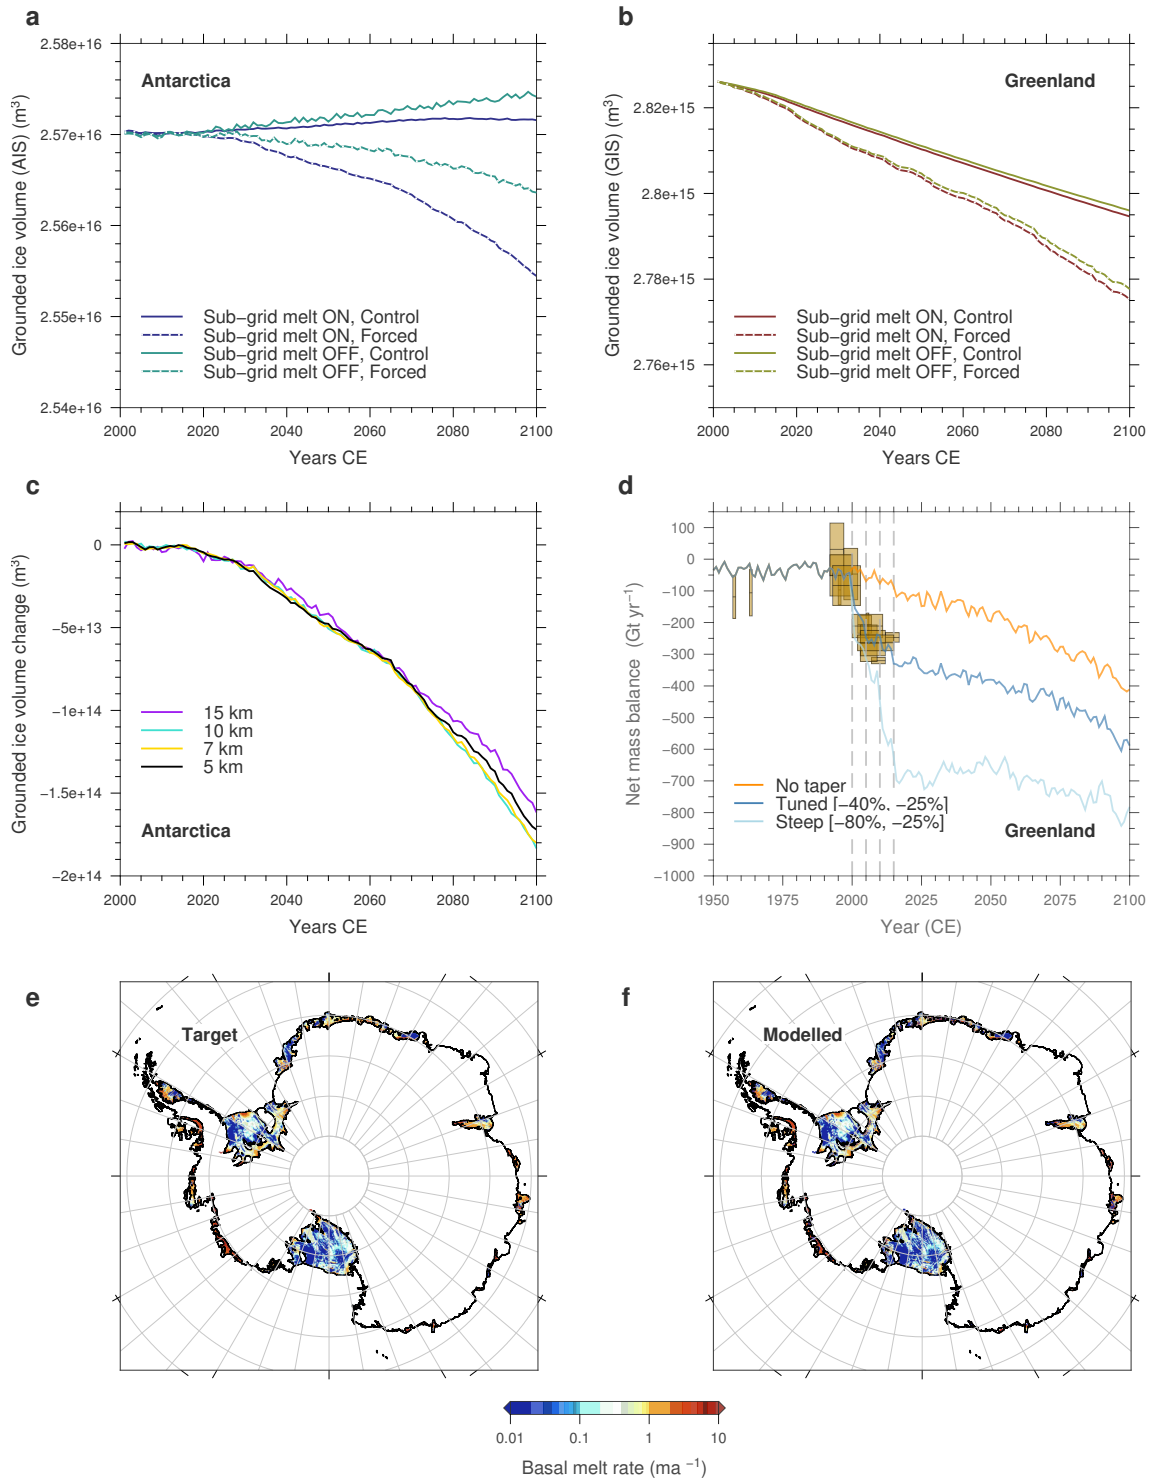 a
2.58e+16
2.57e+16
2.56e+16
2.55e+16
2.54e+16
Grounded ice volume (AIS) (m³)
Antarctica
Sub−grid melt ON, Control
Sub−grid melt ON, Forced
Sub−grid melt OFF, Control
Sub−grid melt OFF, Forced
2000 2020 2040 2060 2080 2100
Years CE
b
2.82e+15
2.8e+15
2.78e+15
2.76e+15
Grounded ice volume (GIS) (m³)
Greenland
Sub−grid melt ON, Control
Sub−grid melt ON, Forced
Sub−grid melt OFF, Control
Sub−grid melt OFF, Forced
2000 2020 2040 2060 2080 2100
Years CE
c
0
−5e+13
−1e+14
−1.5e+14
−2e+14
Grounded ice volume change (m³)
15 km
10 km
7 km
5 km
Antarctica
2000 2020 2040 2060 2080 2100
Years CE
d
100
0
−100
−200
−300
−400
−500
−600
−700
−800
−900
−1000
Net mass balance (Gt yr⁻¹)
No taper
Tuned [−40%, −25%]
Steep [−80%, −25%]
Greenland
1950 1975 2000 2025 2050 2075 2100
Year (CE)
e
Target
f
Modelled
0.01 0.1 1 10
Basal melt rate (ma ⁻¹)